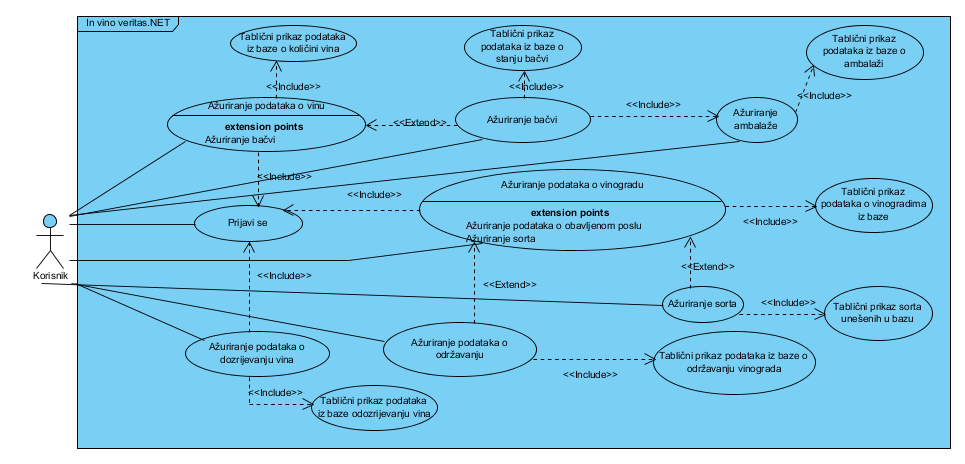 In vino veritas.NET
Tablični prikaz podataka
iz baze o količini vina
Tablični prikaz
podataka iz baze o
stanju bačvi
Tablični prikaz
podataka iz baze o
ambalaži
<<Include>>
<<Include>>
<<Include>>
Ažuriranje podataka o vinu
extension points
Ažuriranje bačvi
<<Extend>>
Ažuriranje bačvi
<<Include>>
Ažuriranje
ambalaže
<<Include>>
<<Include>>
Ažuriranje podataka o vinogradu
extension points
Ažuriranje podataka o obavljenom poslu
Ažuriranje sorta
Tablični prikaz
podataka o vinogradima
iz baze
<<Include>>
Prijavi se
Korisnik
<<Include>>
<<Extend>>
<<Extend>>
Ažuriranje sorta
<<Include>>
Tablični prikaz sorta
unešenih u bazu
Ažuriranje podataka o
dozrijevanju vina
Ažuriranje podataka o
održavanju
<<Include>>
Tablični prikaz podataka iz baze o
održavanju vinograda
<<Include>>
Tablični prikaz podataka
iz baze odozrijevanju vina